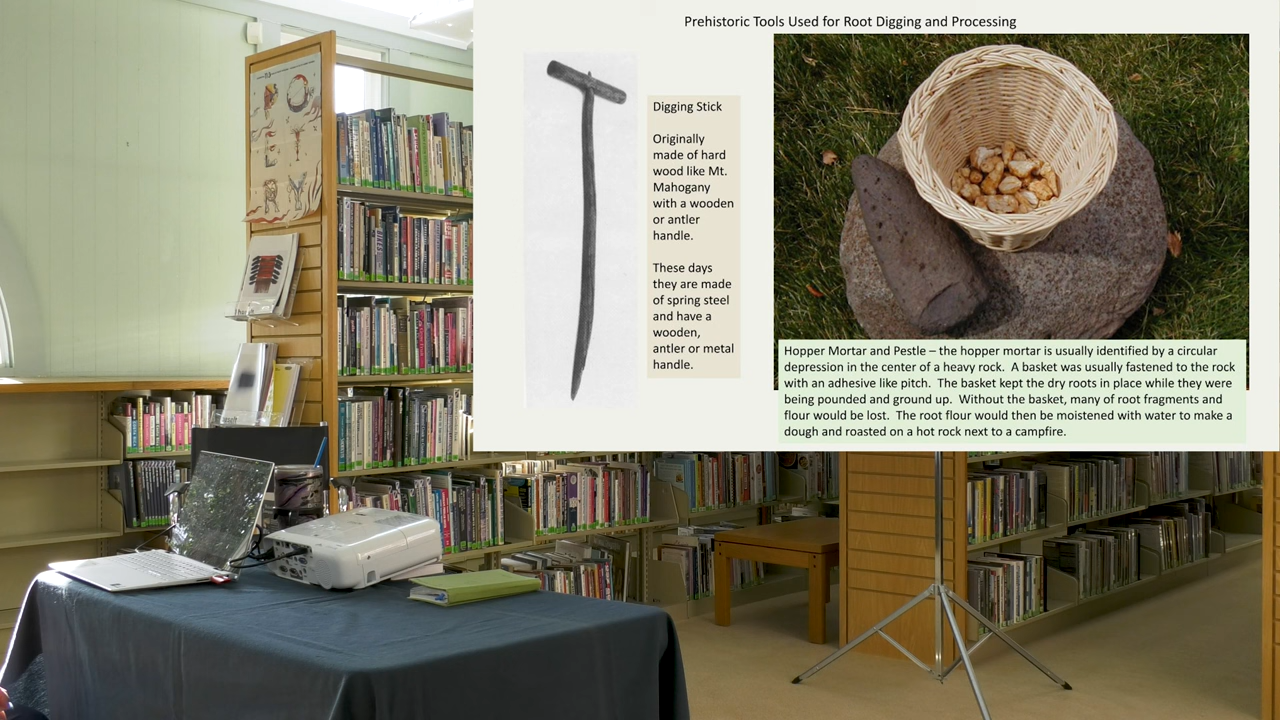 Prehistoric Tools Used for Root Digging and Processing
Digging Stick
Originally
made of hard
wood like Mt.
Mahogany
with a wooden
or antler
handle.
These days
they are made
of spring steel
and have a
wooden,
antler or metal
handle.
Hopper Mortar and Pestle – the hopper mortar is usually identified by a circular
depression in the center of a heavy rock.  A basket was usually fastened to the rock
with an adhesive like pitch.  The basket kept the dry roots in place while they were
being pounded and ground up.  Without the basket, many of root fragments and
flour would be lost.  The root flour would then be moistened with water to make a
dough and roasted on a hot rock next to a campfire.